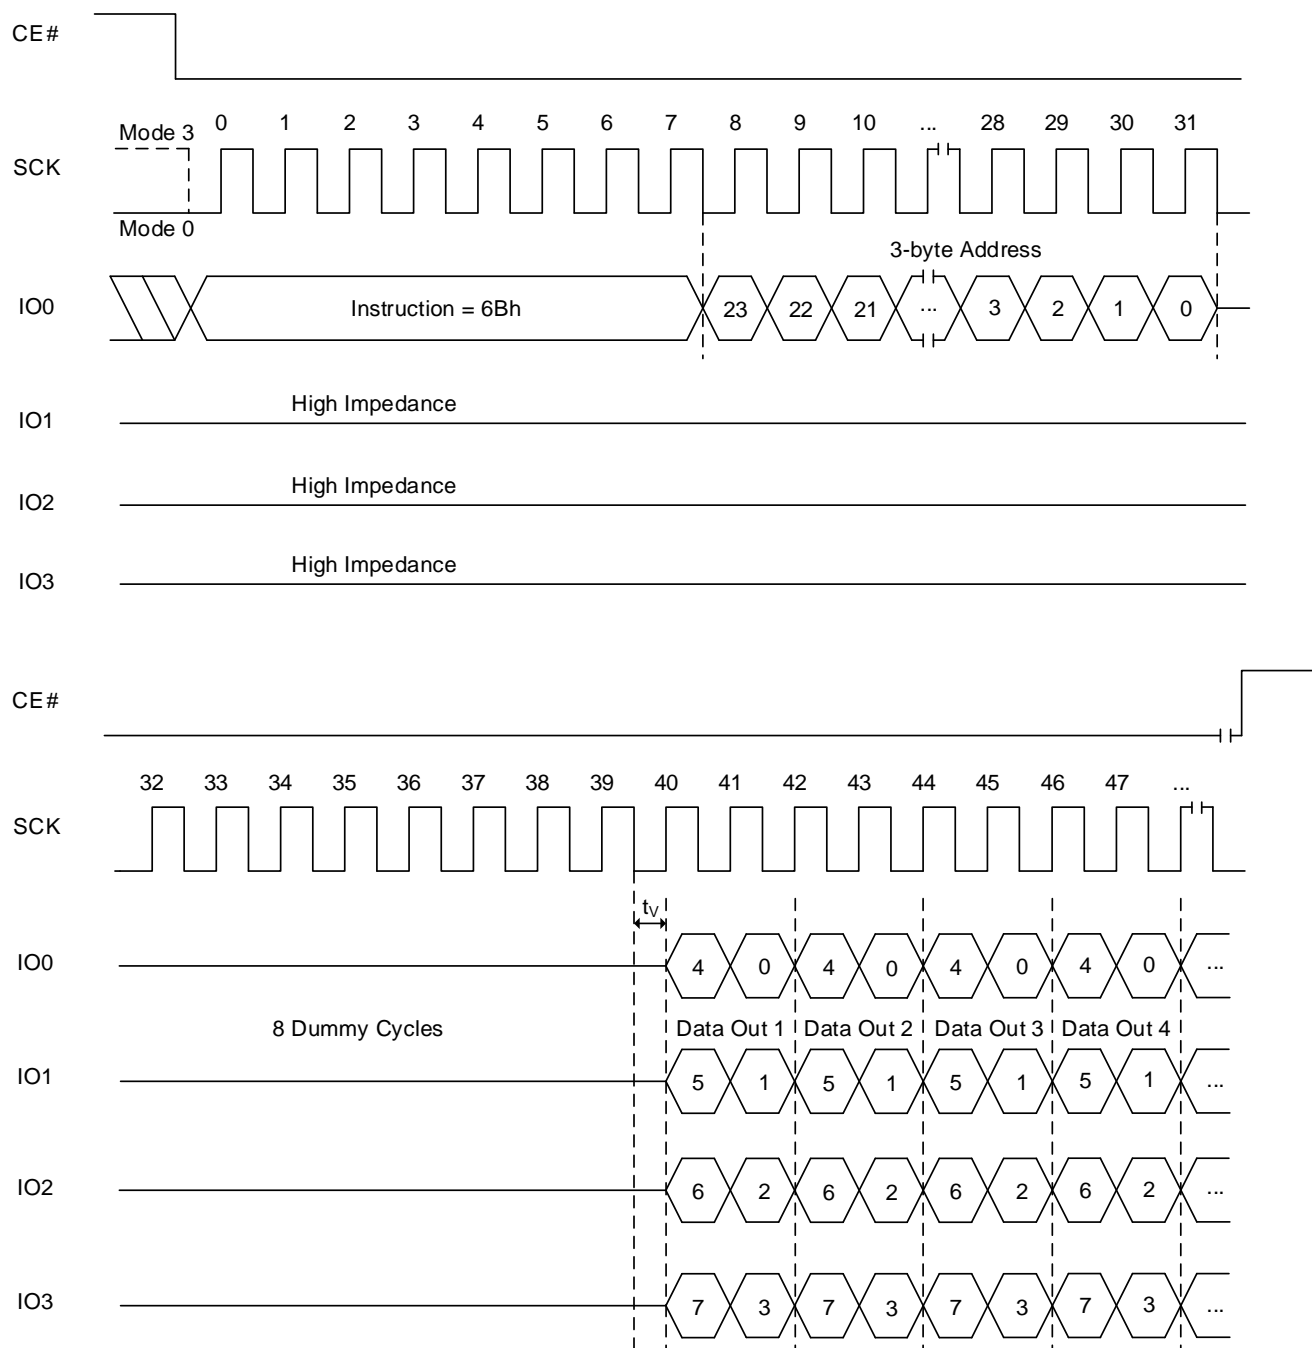 CE#
Mode 3 0 1 2 3 4 5 6 7 8 9 10 ... 28 29 30 31
SCK
Mode 0
3-byte Address
IO0 Instruction = 6Bh 23 22 21 ... 3 2 1 0
High Impedance
IO1
High Impedance
IO2
High Impedance
IO3
CE#
32 33 34 35 36 37 38 39 40 41 42 43 44 45 46 47 ...
SCK
tV
IO0 4 0 4 0 4 0 4 0 ...
8 Dummy Cycles Data Out 1 Data Out 2 Data Out 3 Data Out 4
IO1 5 1 5 1 5 1 5 1 ...
IO2 6 2 6 2 6 2 6 2 ...
IO3 7 3 7 3 7 3 7 3 ...